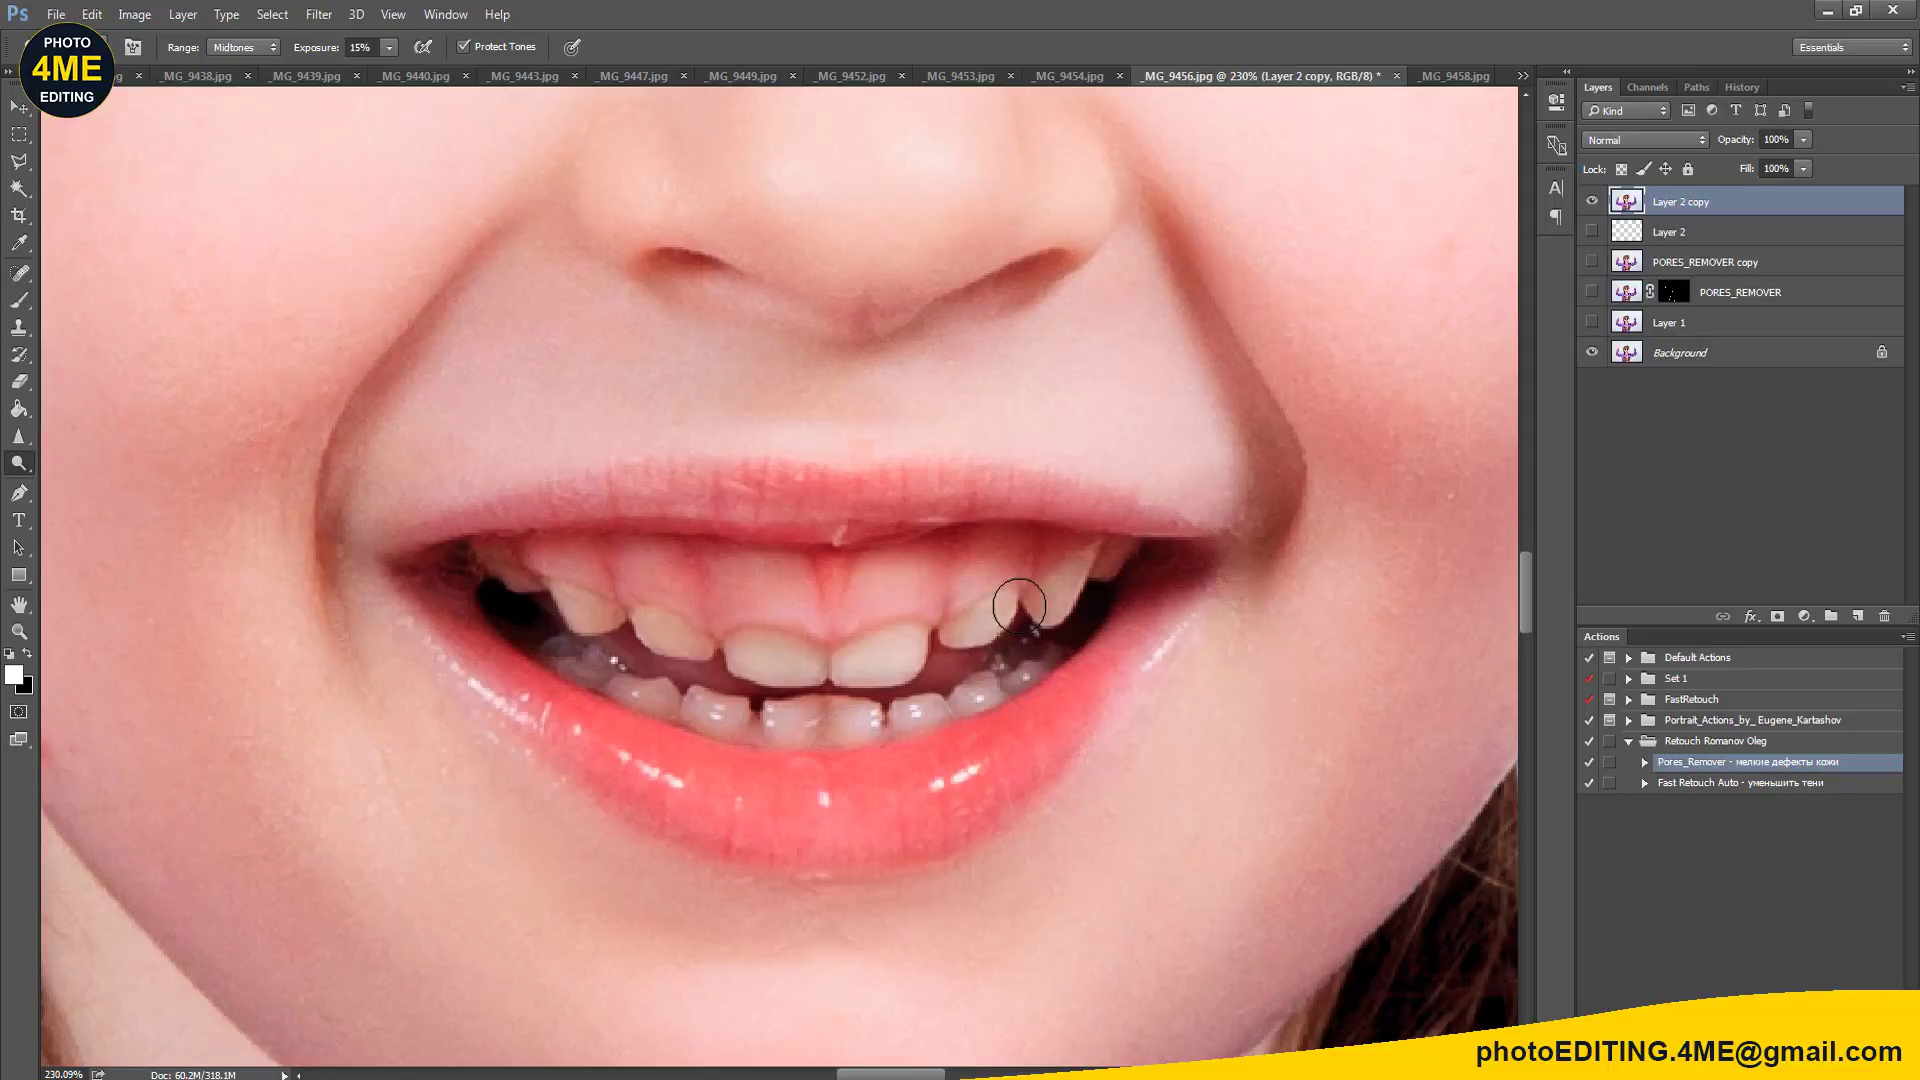 Ps File Edit Image Layer Type Select Filter 3D View Window Help
PHOTO
4ME
EDITING
Range: Midtones Exposure: 15% Protect Tones Essentials
_MG_9438.jpg × _MG_9439.jpg × _MG_9440.jpg × _MG_9443.jpg × _MG_9447.jpg × _MG_9449.jpg × _MG_9452.jpg × _MG_9453.jpg × _MG_9454.jpg × _MG_9456.jpg @ 230% (Layer 2 copy, RGB/8) * × _MG_9458.jpg
Layers Channels Paths History
Kind
Normal Opacity: 100%
Lock: Fill: 100%
Layer 2 copy
Layer 2
PORES_REMOVER copy
PORES_REMOVER
Layer 1
Background
fx
Actions
Default Actions
Set 1
FastRetouch
Portrait_Actions_by_ Eugene_Kartashov
Retouch Romanov Oleg
Pores_Remover - мелкие дефекты кожи
Fast Retouch Auto - уменьшить тени
photoEDITING.4ME@gmail.com
230.09% Doc: 60.2M/318.1M